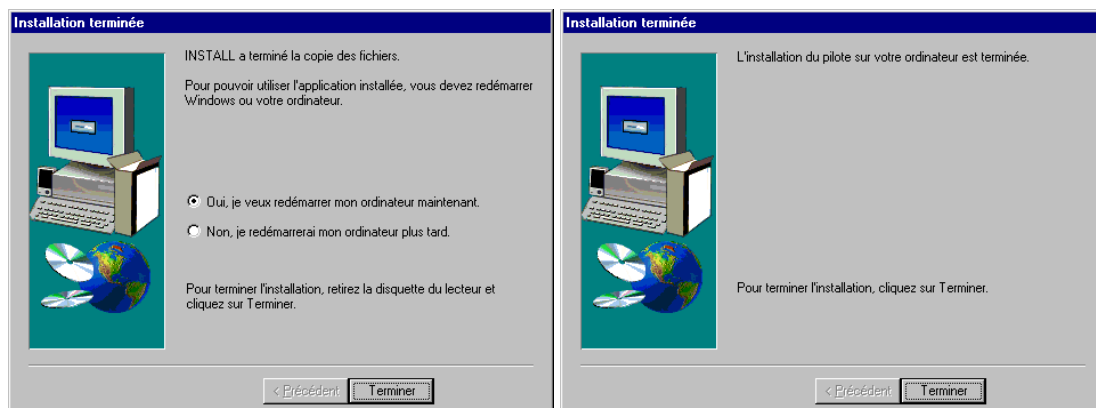 Installation terminée
INSTALL a terminé la copie des fichiers.
Pour pouvoir utiliser l'application installée, vous devez redémarrer
Windows ou votre ordinateur.
Oui, je veux redémarrer mon ordinateur maintenant.
Non, je redémarrerai mon ordinateur plus tard.
Pour terminer l'installation, retirez la disquette du lecteur et
cliquez sur Terminer.
< Précédent
Terminer
Installation terminée
L'installation du pilote sur votre ordinateur est terminée.
Pour terminer l'installation, cliquez sur Terminer.
< Précédent
Terminer